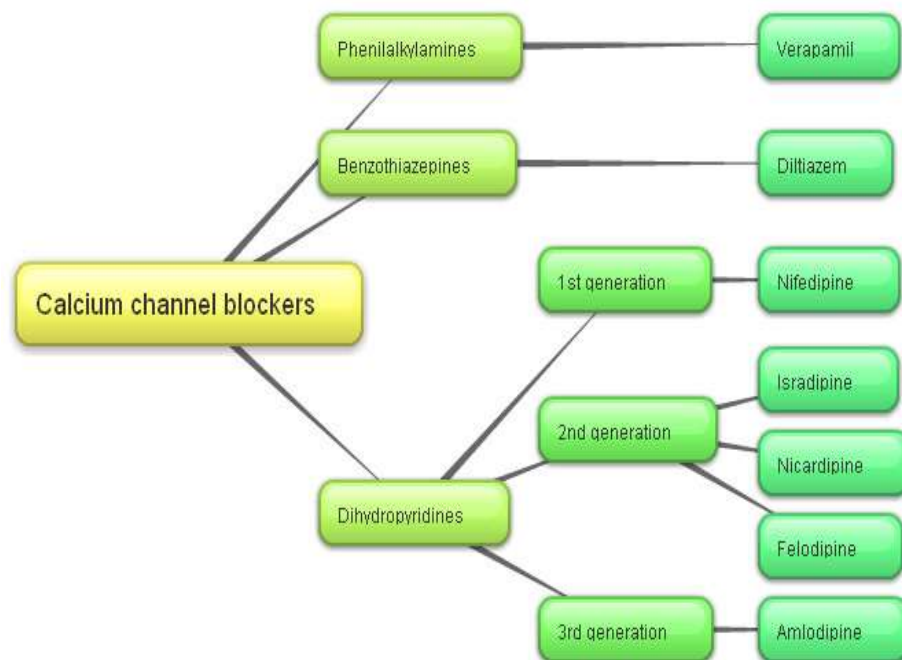 Phenilalkylamines
Verapamil
Benzothiazepines
Diltiazem
Calcium channel blockers
1st generation
Nifedipine
Isradipine
2nd generation
Nicardipine
Dihydropyridines
Felodipine
3rd generation
Amlodipine